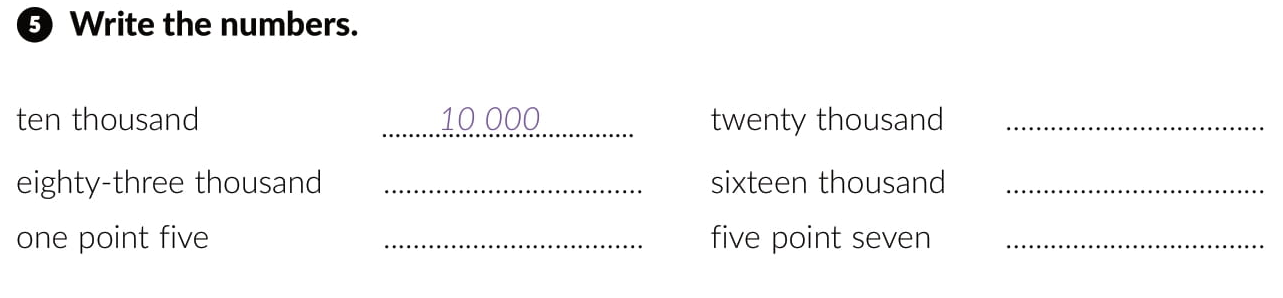 5 Write the numbers.
ten thousand 10 000 twenty thousand
eighty-three thousand sixteen thousand
one point five five point seven